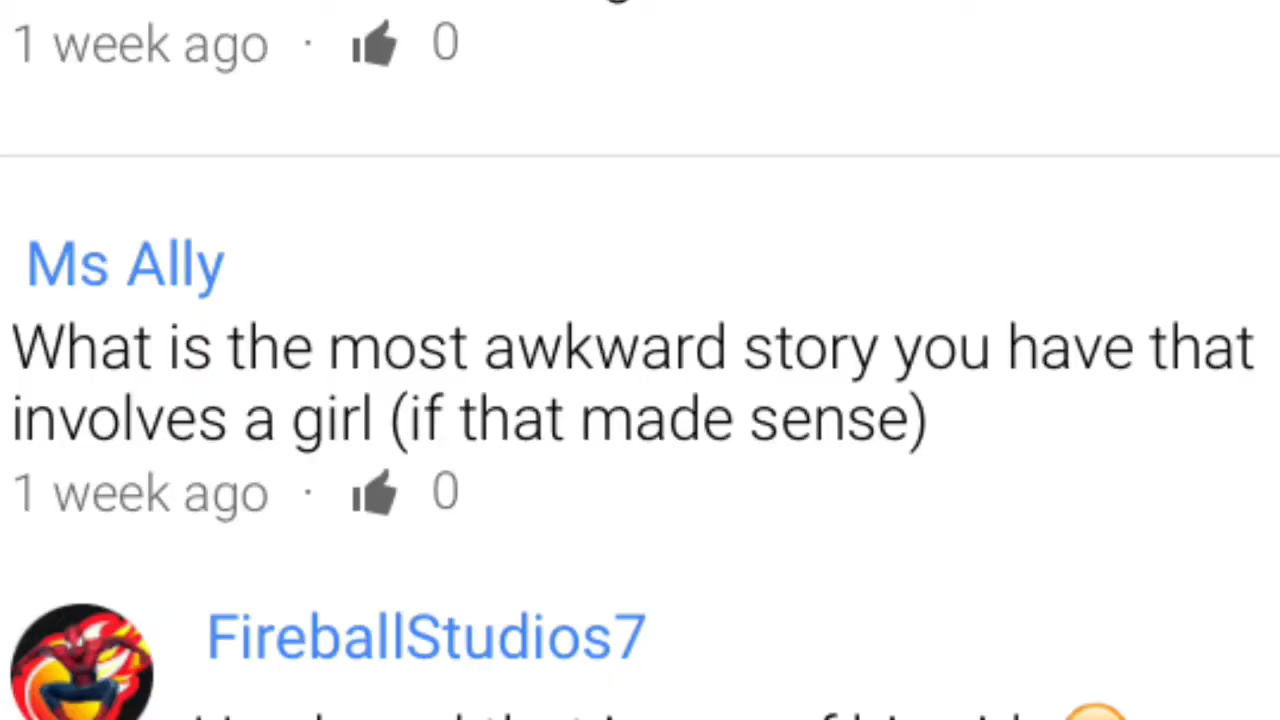 1 week ago · 0
Ms Ally
What is the most awkward story you have that
involves a girl (if that made sense)
1 week ago · 0
FireballStudios7